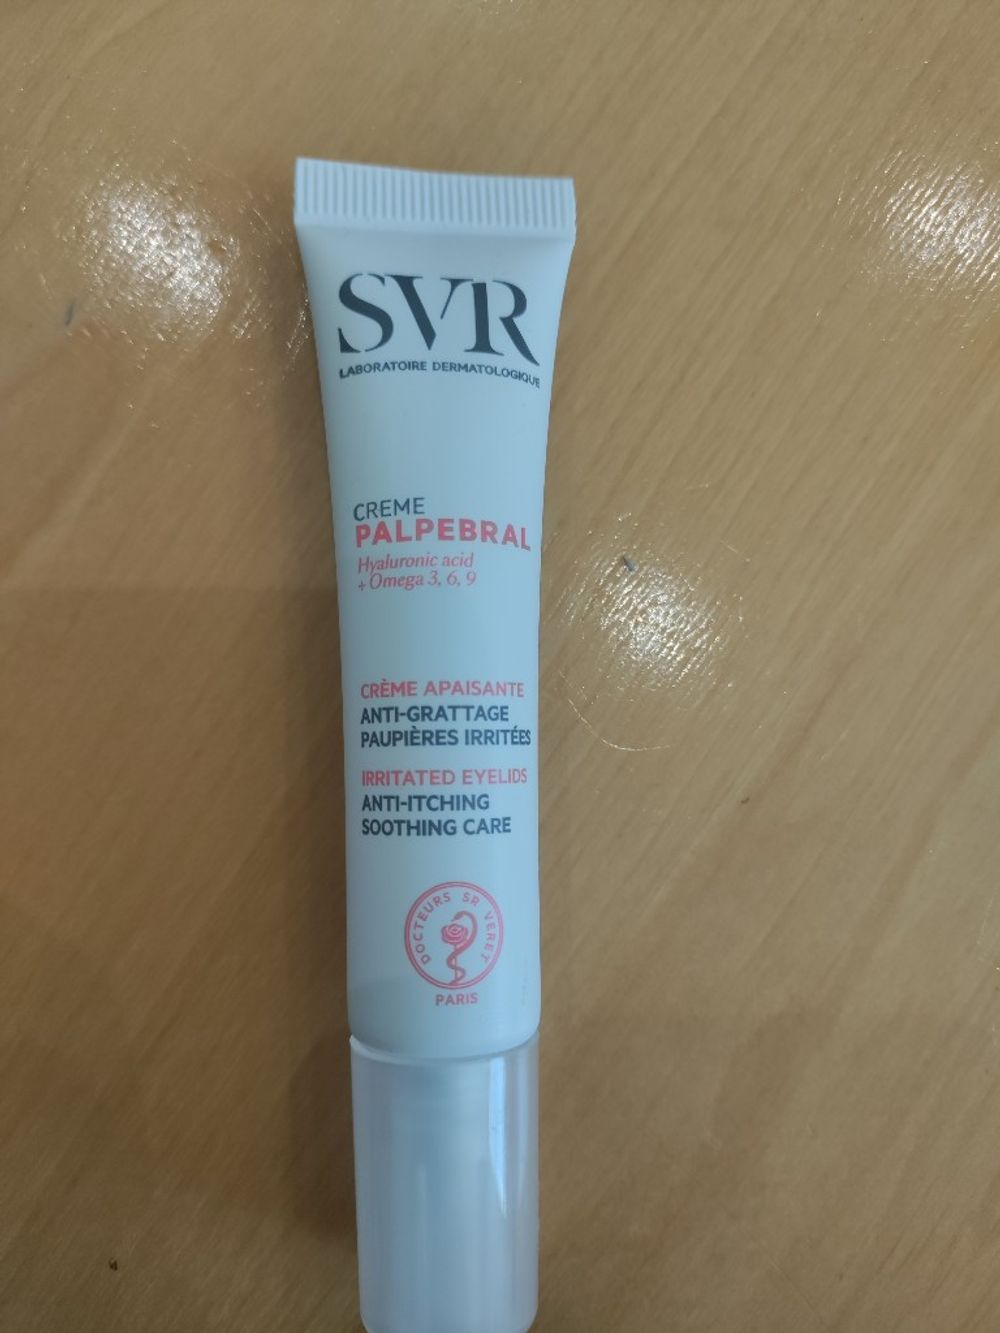 SVR
LABORATOIRE DERMATOLOGIQUE
CREME
PALPEBRAL
Hyaluronic acid
+ Omega 3, 6, 9
CRÈME APAISANTE
ANTI-GRATTAGE
PAUPIÈRES IRRITÉES
IRRITATED EYELIDS
ANTI-ITCHING
SOOTHING CARE
DOCTEURS SR VERET
PARIS